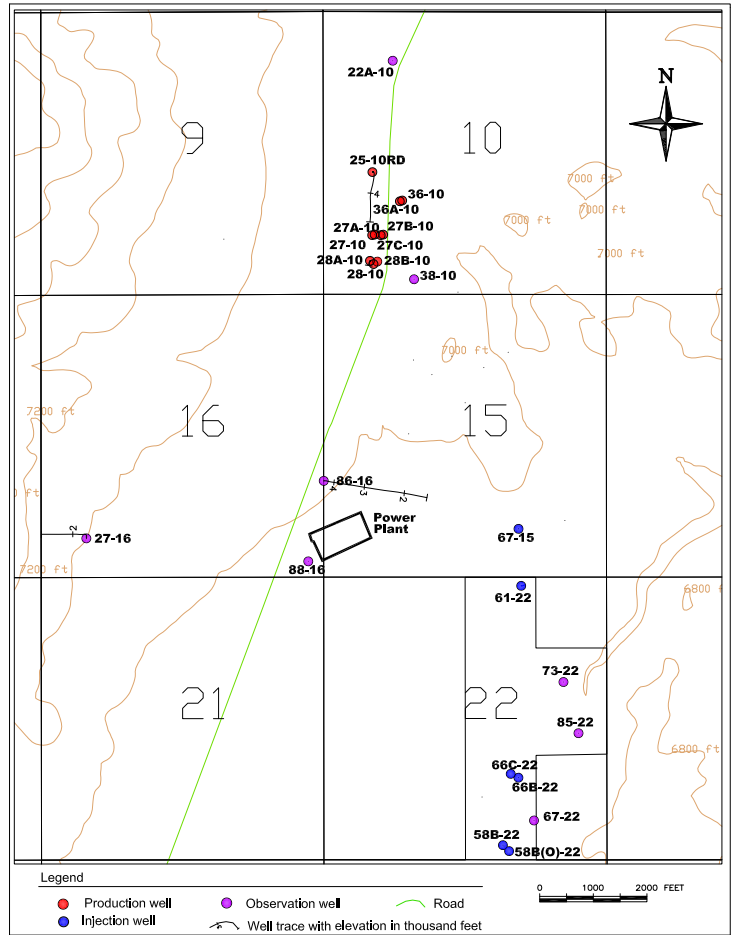 22A-10
N
9
10
25-10RD
7000 ft
4
36-10
7000 ft
36A-10
27A-10
27B-10
27-10
27C-10
7000 ft
28A-10
28B-10
28-10
38-10
7000 ft
7200 ft
16
15
86-16
4
3
2
Power
Plant
2
27-16
67-15
7200 ft
88-16
61-22
6800 ft
73-22
21
22
85-22
6800 ft
66C-22
66B-22
67-22
58B-22
58B(O)-22
Legend
Production well
Observation well
Road
0 1000 2000 FEET
Injection well
Well trace with elevation in thousand feet